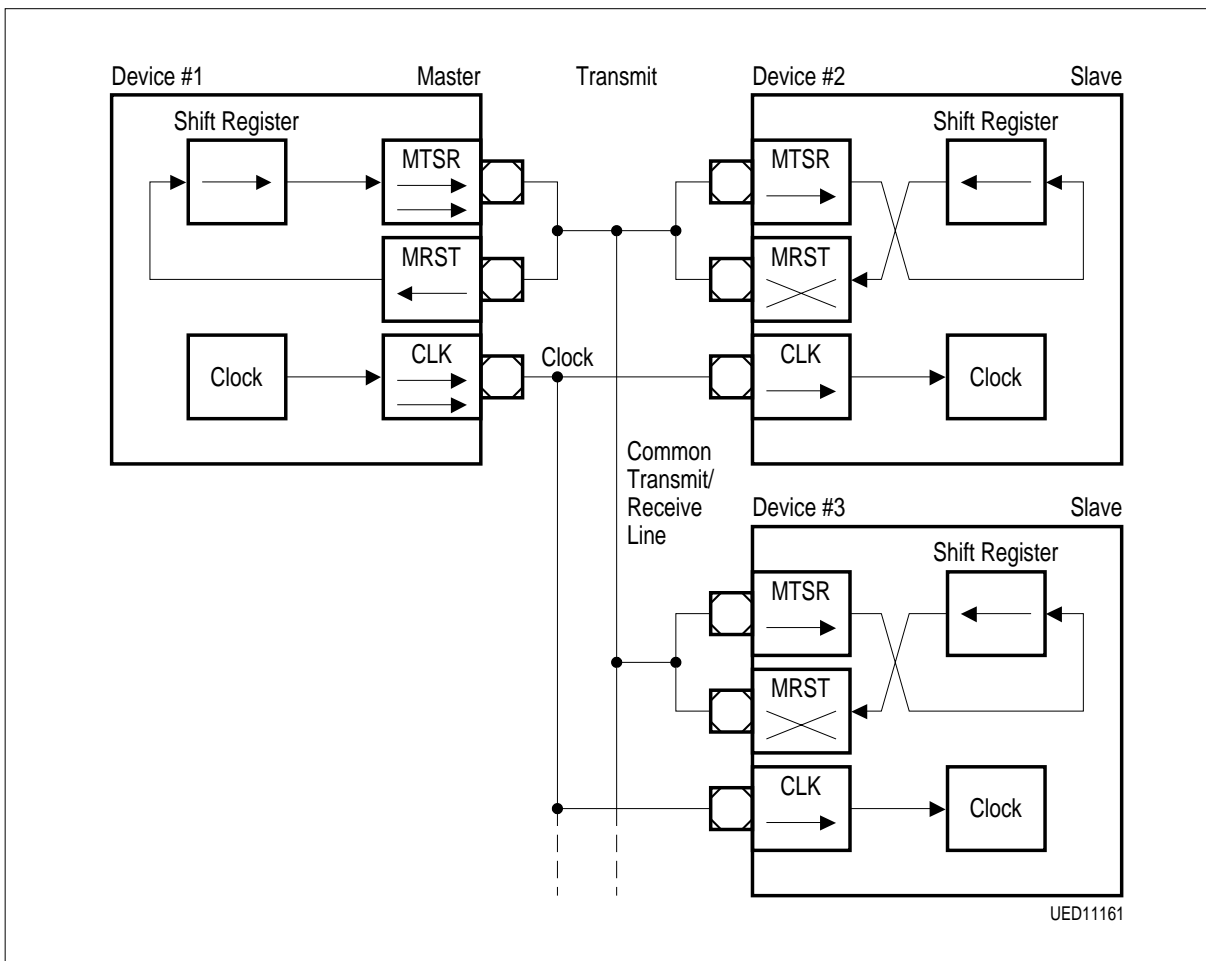 Device #1
Master
Transmit
Device #2
Slave
Shift Register
MTSR
MRST
CLK
Clock
Clock
MTSR
MRST
CLK
Shift Register
Clock
Common
Transmit/
Receive
Line
Device #3
Slave
MTSR
MRST
CLK
Shift Register
Clock
UED11161